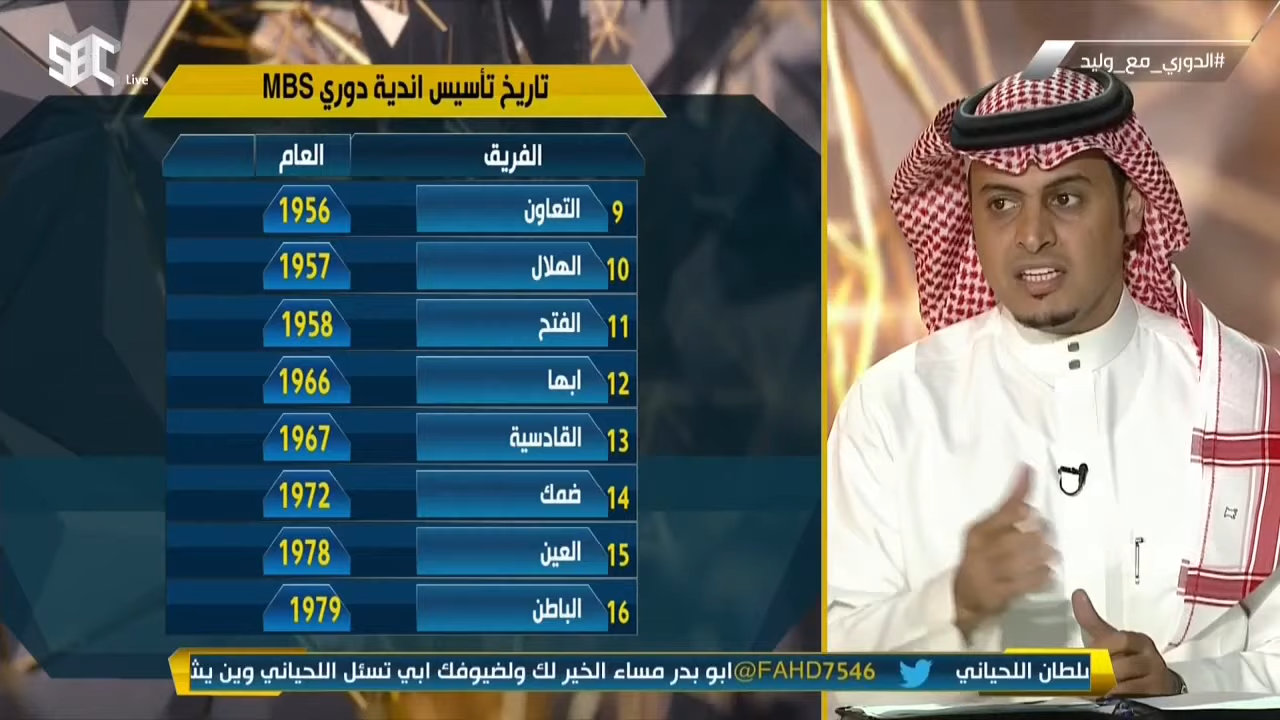 SBC Live
#الدوري_مع_وليد
تاريخ تأسيس اندية دوري MBS
الفريق العام
9 التعاون 1956
10 الهلال 1957
11 الفتح 1958
12 ابها 1966
13 القادسية 1967
14 ضمك 1972
15 العين 1978
16 الباطن 1979
بلطان اللحياني @FAHD7546 ابو بدر مساء الخير لك ولضيوفك ابي تسئل اللحياني وين يش